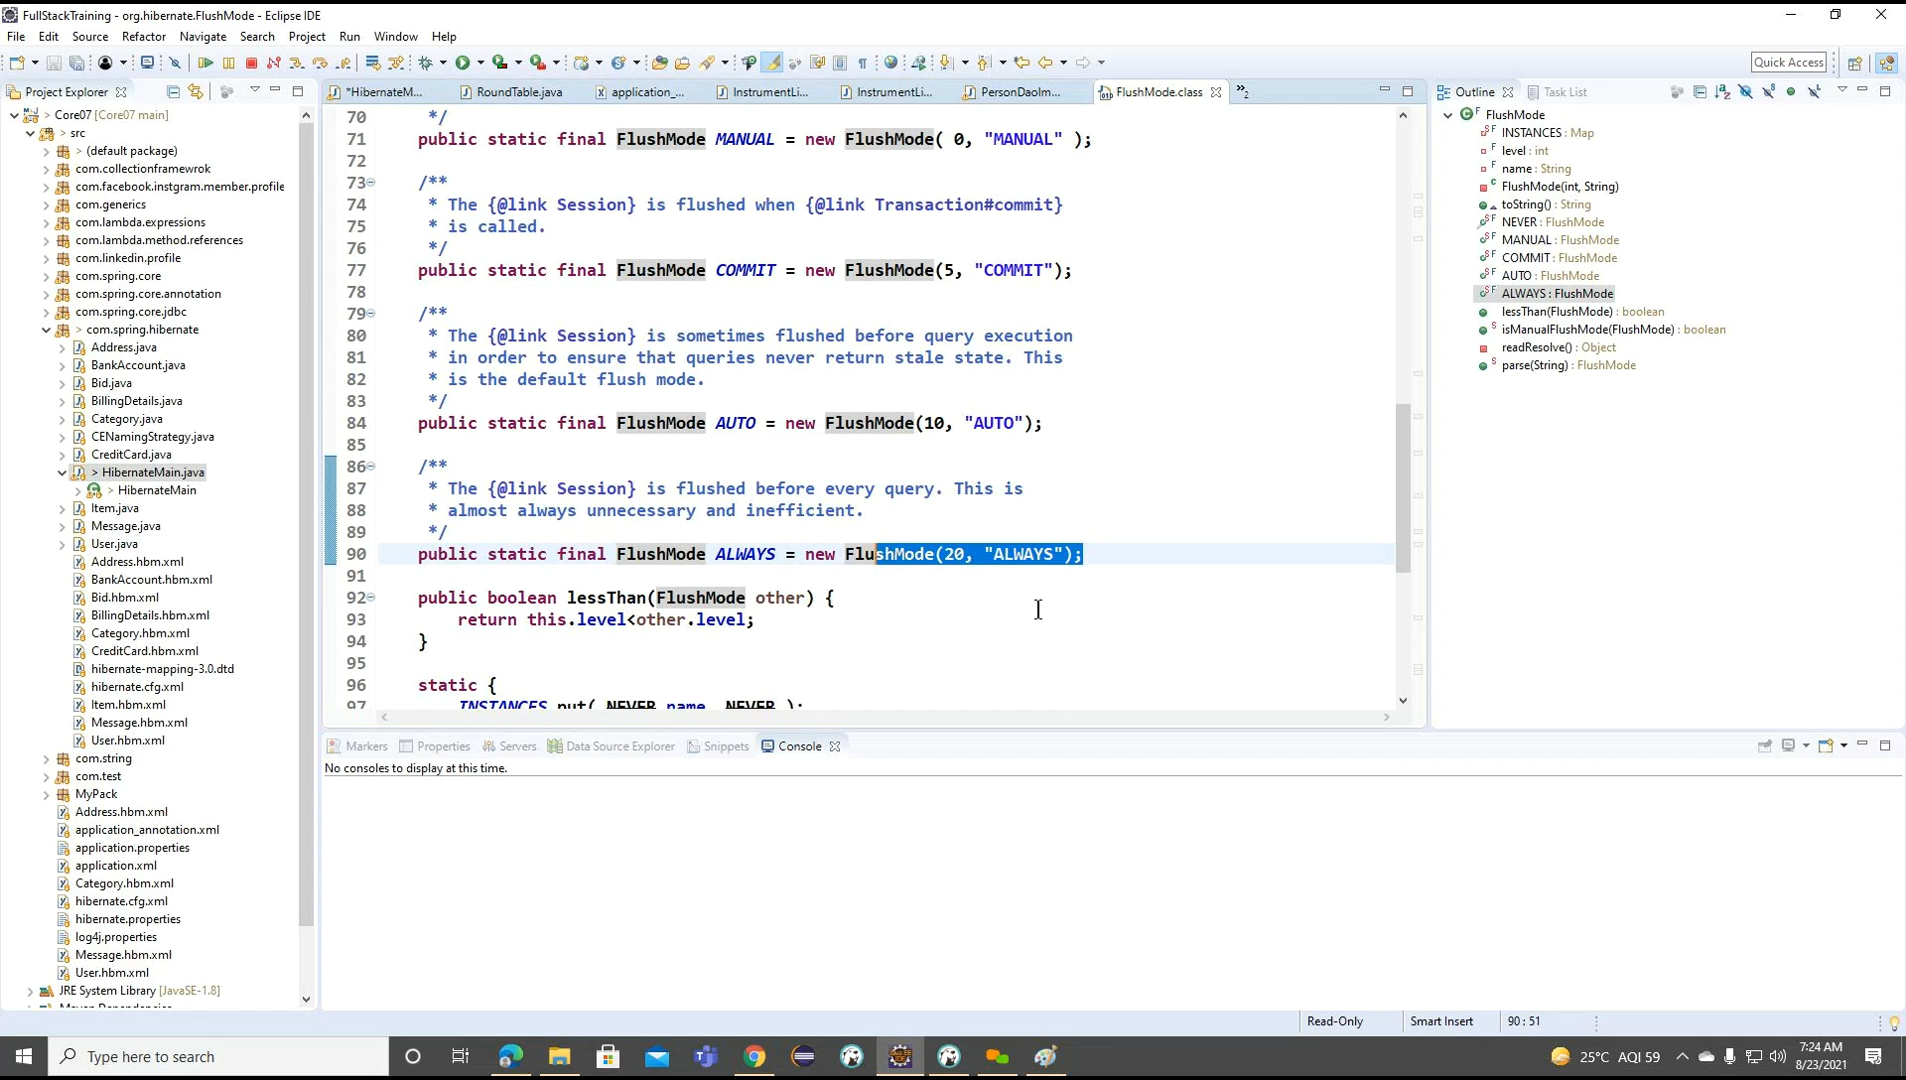 FullStackTraining - org.hibernate.FlushMode - Eclipse IDE
File Edit Source Refactor Navigate Search Project Run Window Help
Quick Access
Project Explorer
*HibernateM...
RoundTable.java
application_...
InstrumentLi...
InstrumentLi...
PersonDaoIm...
FlushMode.class
»2
Outline
Task List
Core07 [Core07 main]
> src
> (default package)
com.collectionframewrok
com.facebook.instgram.member.profile
com.generics
com.lambda.expressions
com.lambda.method.references
com.linkedin.profile
com.spring.core
com.spring.core.annotation
com.spring.core.jdbc
> com.spring.hibernate
Address.java
BankAccount.java
Bid.java
BillingDetails.java
Category.java
CENamingStrategy.java
CreditCard.java
> HibernateMain.java
> HibernateMain
Item.java
Message.java
User.java
Address.hbm.xml
BankAccount.hbm.xml
Bid.hbm.xml
BillingDetails.hbm.xml
Category.hbm.xml
CreditCard.hbm.xml
hibernate-mapping-3.0.dtd
hibernate.cfg.xml
Item.hbm.xml
Message.hbm.xml
User.hbm.xml
com.string
com.test
MyPack
Address.hbm.xml
application_annotation.xml
application.properties
application.xml
Category.hbm.xml
hibernate.cfg.xml
hibernate.properties
log4j.properties
Message.hbm.xml
User.hbm.xml
JRE System Library [JavaSE-1.8]
70 */
71 public static final FlushMode MANUAL = new FlushMode( 0, "MANUAL" );
72
73 /**
74 * The {@link Session} is flushed when {@link Transaction#commit}
75 * is called.
76 */
77 public static final FlushMode COMMIT = new FlushMode(5, "COMMIT");
78
79 /**
80 * The {@link Session} is sometimes flushed before query execution
81 * in order to ensure that queries never return stale state. This
82 * is the default flush mode.
83 */
84 public static final FlushMode AUTO = new FlushMode(10, "AUTO");
85
86 /**
87 * The {@link Session} is flushed before every query. This is
88 * almost always unnecessary and inefficient.
89 */
90 public static final FlushMode ALWAYS = new FlushMode(20, "ALWAYS");
91
92 public boolean lessThan(FlushMode other) {
93 return this.level<other.level;
94 }
95
96 static {
97 INSTANCES.put( NEVER.name, NEVER );
FlushMode
INSTANCES : Map
level : int
name : String
FlushMode(int, String)
toString() : String
NEVER : FlushMode
MANUAL : FlushMode
COMMIT : FlushMode
AUTO : FlushMode
ALWAYS : FlushMode
lessThan(FlushMode) : boolean
isManualFlushMode(FlushMode) : boolean
readResolve() : Object
parse(String) : FlushMode
Markers
Properties
Servers
Data Source Explorer
Snippets
Console
No consoles to display at this time.
Read-Only
Smart Insert
90 : 51
Type here to search
25°C AQI 59
7:24 AM
8/23/2021